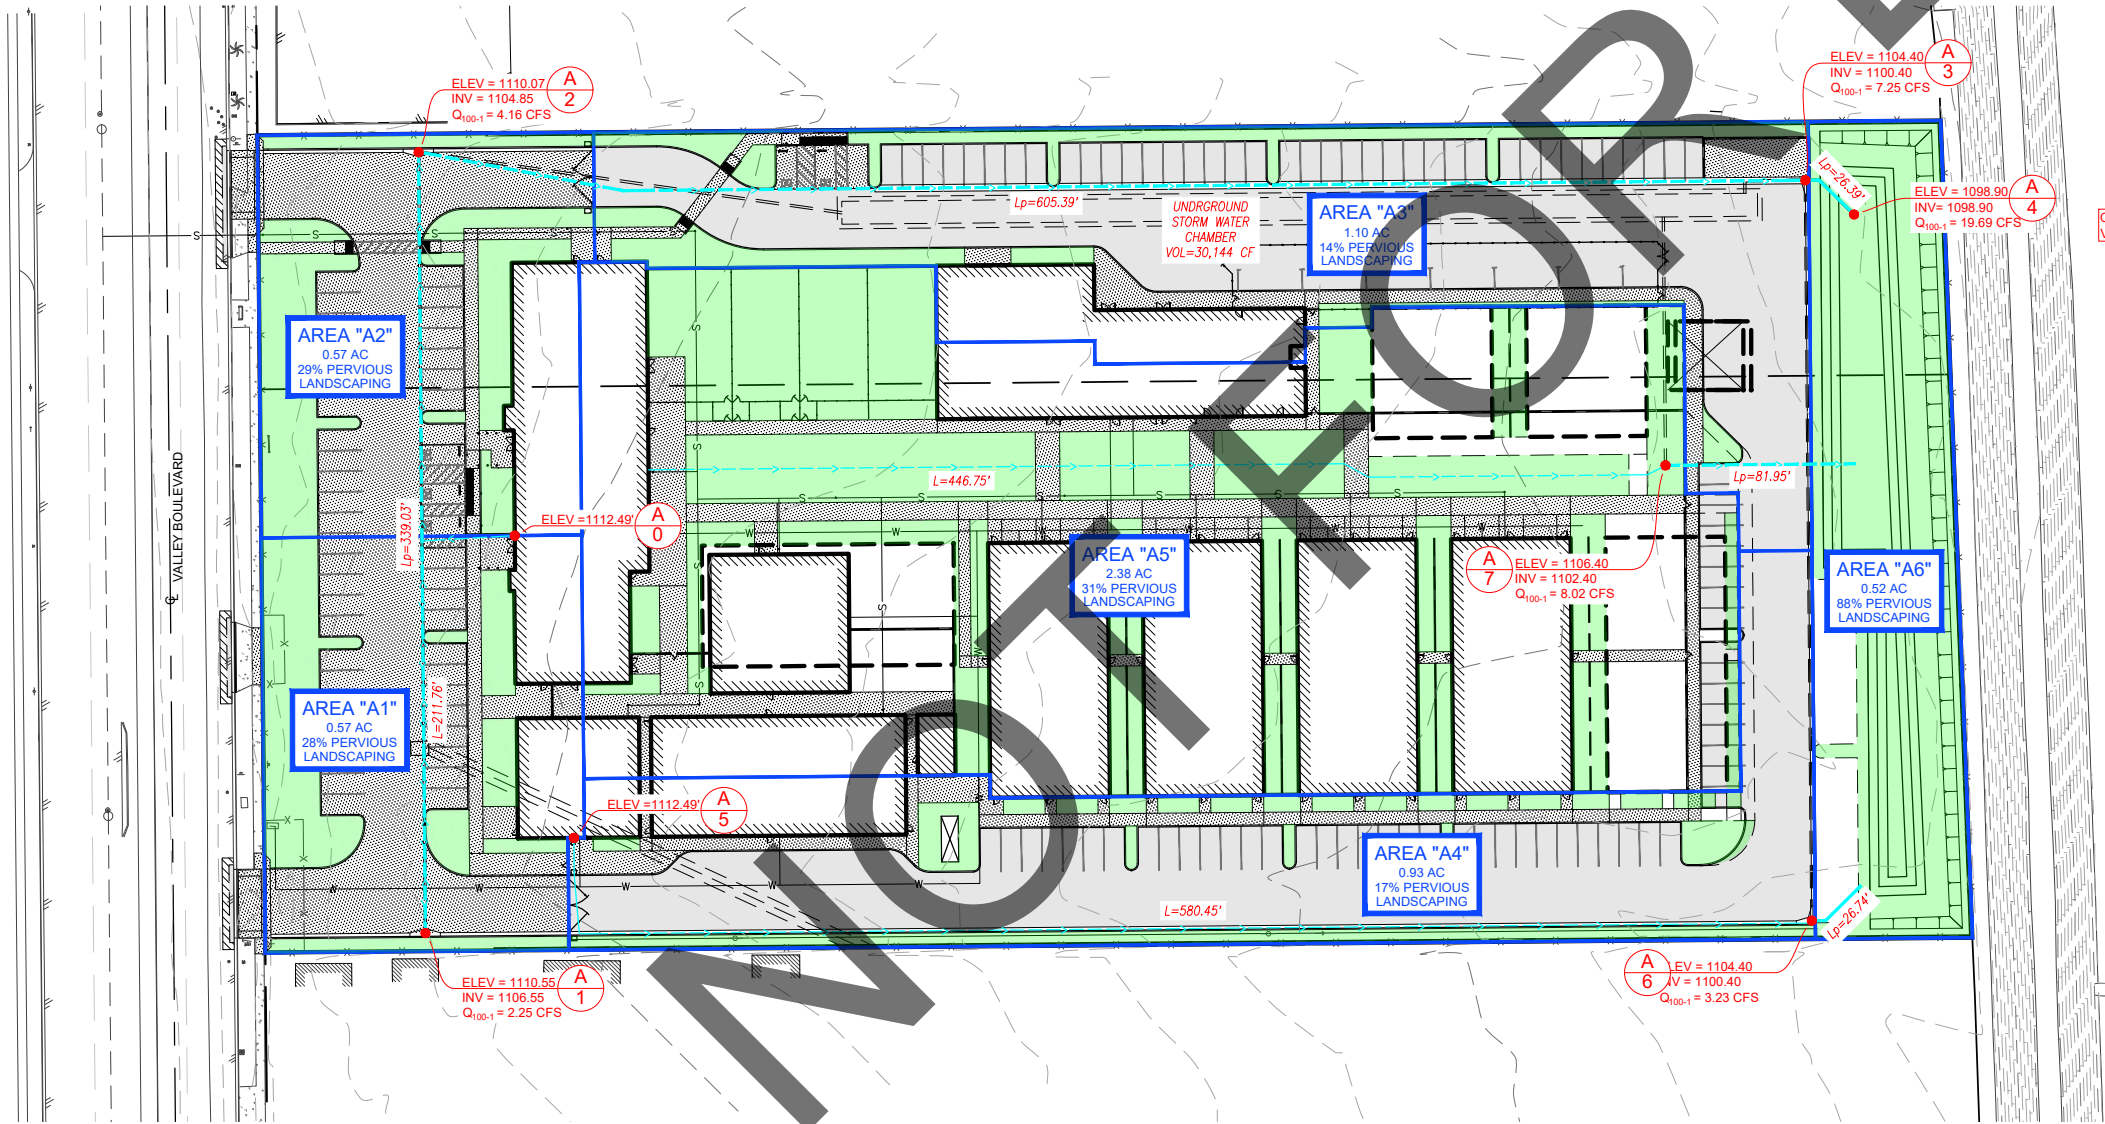 ELEV = 1110.07
INV = 1104.85
Q100-1 = 4.16 CFS
A
2
ELEV = 1104.40
INV = 1100.40
Q100-1 = 7.25 CFS
A
3
Lp=26.39'
ELEV = 1098.90
INV= 1098.90
Q100-1 = 19.69 CFS
A
4
Lp=605.39'
UNDRGROUND
STORM WATER
CHAMBER
VOL=30,144 CF
AREA "A3"
1.10 AC
14% PERVIOUS
LANDSCAPING
AREA "A2"
0.57 AC
29% PERVIOUS
LANDSCAPING
VALLEY BOULEVARD
Lp=339.03'
L=446.75'
Lp=81.95'
ELEV =1112.49'
A
0
AREA "A5"
2.38 AC
31% PERVIOUS
LANDSCAPING
A
7
ELEV = 1106.40
INV = 1102.40
Q100-1 = 8.02 CFS
AREA "A6"
0.52 AC
88% PERVIOUS
LANDSCAPING
AREA "A1"
0.57 AC
28% PERVIOUS
LANDSCAPING
L=211.76'
ELEV =1112.49'
A
5
AREA "A4"
0.93 AC
17% PERVIOUS
LANDSCAPING
L=580.45'
Lp=26.74'
ELEV = 1110.55
INV = 1106.55
Q100-1 = 2.25 CFS
A
1
A
6
LEV = 1104.40
NV = 1100.40
Q100-1 = 3.23 CFS
NOT FOR